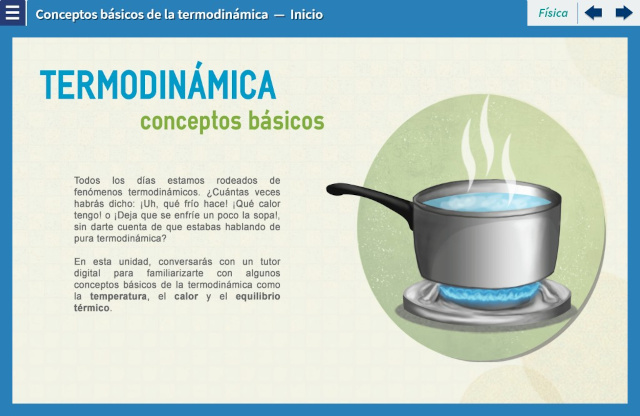 Conceptos básicos de la termodinámica — Inicio
Física
TERMODINÁMICA
conceptos básicos
Todos los días estamos rodeados de
fenómenos termodinámicos. ¿Cuántas veces
habrás dicho: ¡Uh, qué frío hace! ¡Qué calor
tengo! o ¡Deja que se enfríe un poco la sopa!,
sin darte cuenta de que estabas hablando de
pura termodinámica?
En esta unidad, conversarás con un tutor
digital para familiarizarte con algunos
conceptos básicos de la termodinámica como
la temperatura, el calor y el equilibrio
térmico.